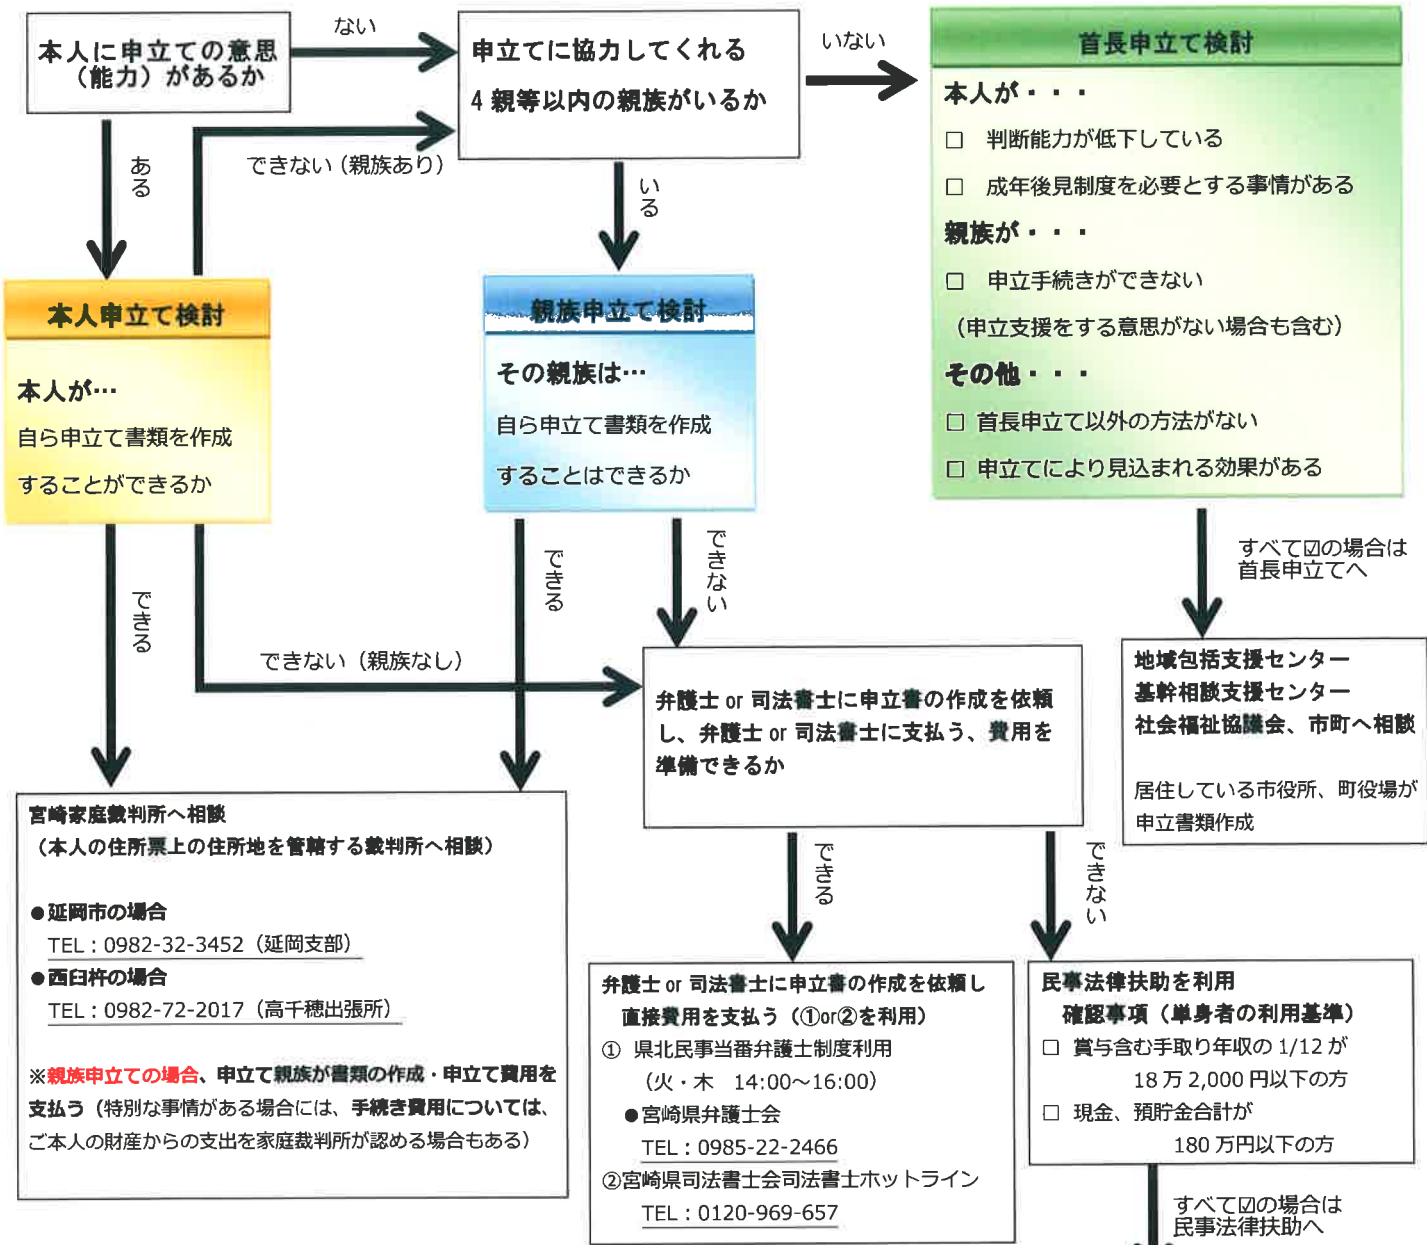 本人に申立ての意思
（能力）があるか
ない
申立てに協力してくれる
4 親等以内の親族がいるか
いない
首長申立て検討
本人が・・・
□ 判断能力が低下している
□ 成年後見制度を必要とする事情がある
親族が・・・
□ 申立手続きができない
（申立支援をする意思がない場合も含む）
その他・・・
□ 首長申立て以外の方法がない
□ 申立てにより見込まれる効果がある
ある
できない（親族あり）
いる
本人申立て検討
本人が…
自ら申立て書類を作成
することができるか
親族申立て検討
その親族は…
自ら申立て書類を作成
することはできるか
できる
できない（親族なし）
できる
できない
すべて☑の場合は
首長申立てへ
地域包括支援センター
基幹相談支援センター
社会福祉協議会、市町へ相談
居住している市役所、町役場が
申立書類作成
弁護士 or 司法書士に申立書の作成を依頼
し、弁護士 or 司法書士に支払う、費用を
準備できるか
できる
できない
宮崎家庭裁判所へ相談
（本人の住所票上の住所地を管轄する裁判所へ相談）
●延岡市の場合
TEL：0982-32-3452（延岡支部）
●西臼杵の場合
TEL：0982-72-2017（高千穂出張所）
※親族申立ての場合、申立て親族が書類の作成・申立て費用を
支払う（特別な事情がある場合には、手続き費用については、
ご本人の財産からの支出を家庭裁判所が認める場合もある）
弁護士 or 司法書士に申立書の作成を依頼し
直接費用を支払う（①or②を利用）
① 県北民事当番弁護士制度利用
（火・木 14:00～16:00）
●宮崎県弁護士会
TEL：0985-22-2466
②宮崎県司法書士会司法書士ホットライン
TEL：0120-969-657
民事法律扶助を利用
確認事項（単身者の利用基準）
□ 賞与含む手取り年収の 1/12 が
18 万 2,000 円以下の方
□ 現金、預貯金合計が
180 万円以下の方
すべて☑の場合は
民事法律扶助へ